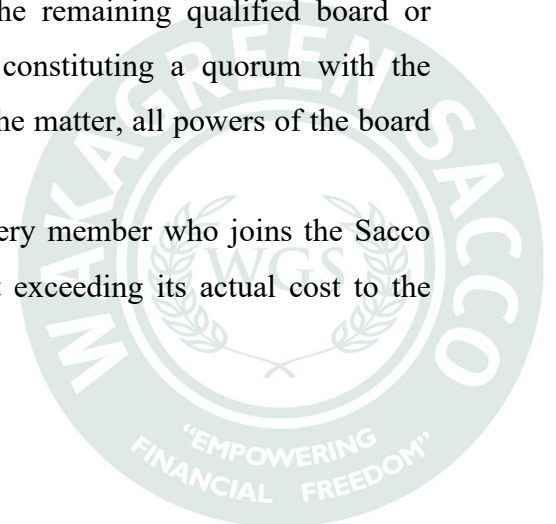 he remaining qualified board or
constituting a quorum with the
he matter, all powers of the board
ery member who joins the Sacco
exceeding its actual cost to the
WAKAGREEN SACCO
WGS
"EMPOWERING
FINANCIAL FREEDOM"